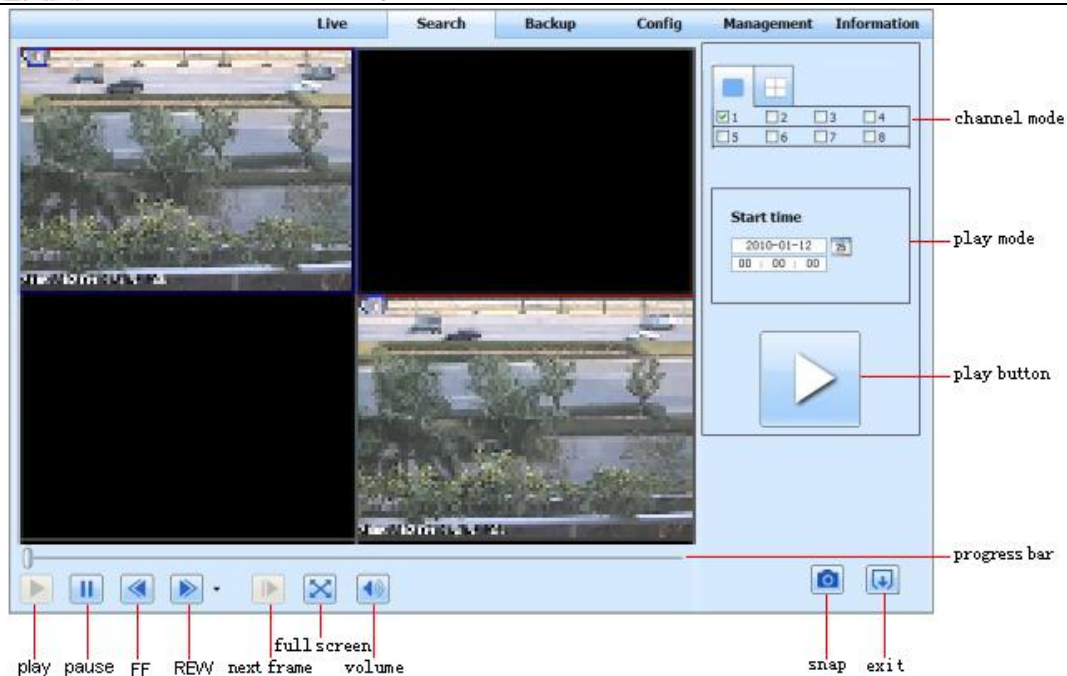 Live Search Backup Config Management Information
1 2 3 4
channel mode
5 6 7 8
Start time
2010-01-12
play mode
00 : 00 : 00
play button
progress bar
full screen
play pause FF REW next frame volume snap exit